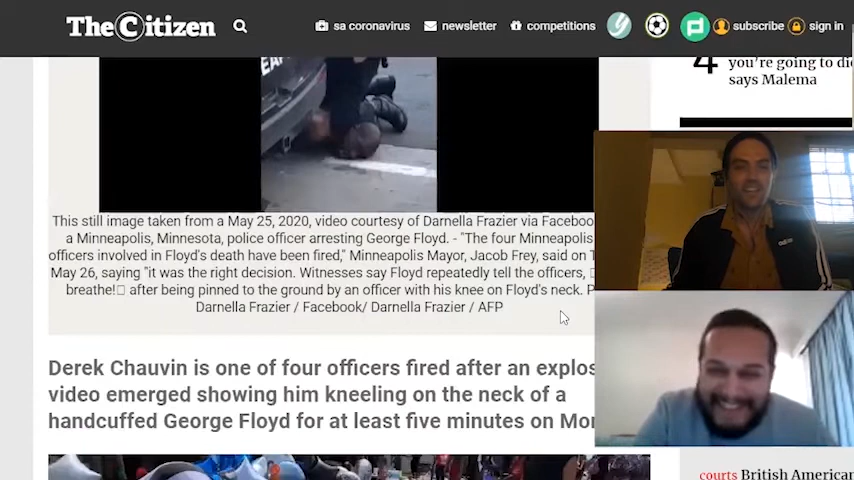 The Citizen
sa coronavirus
newsletter
competitions
subscribe
sign in
4
you're going to die
says Malema
This still image taken from a May 25, 2020, video courtesy of Darnella Frazier via Faceboo
a Minneapolis, Minnesota, police officer arresting George Floyd. - "The four Minneapolis
officers involved in Floyd's death have been fired," Minneapolis Mayor, Jacob Frey, said on T
May 26, saying "it was the right decision. Witnesses say Floyd repeatedly tell the officers,
breathe! after being pinned to the ground by an officer with his knee on Floyd's neck. P
Darnella Frazier / Facebook/ Darnella Frazier / AFP
Derek Chauvin is one of four officers fired after an explos
video emerged showing him kneeling on the neck of a
handcuffed George Floyd for at least five minutes on Mon
courts British American